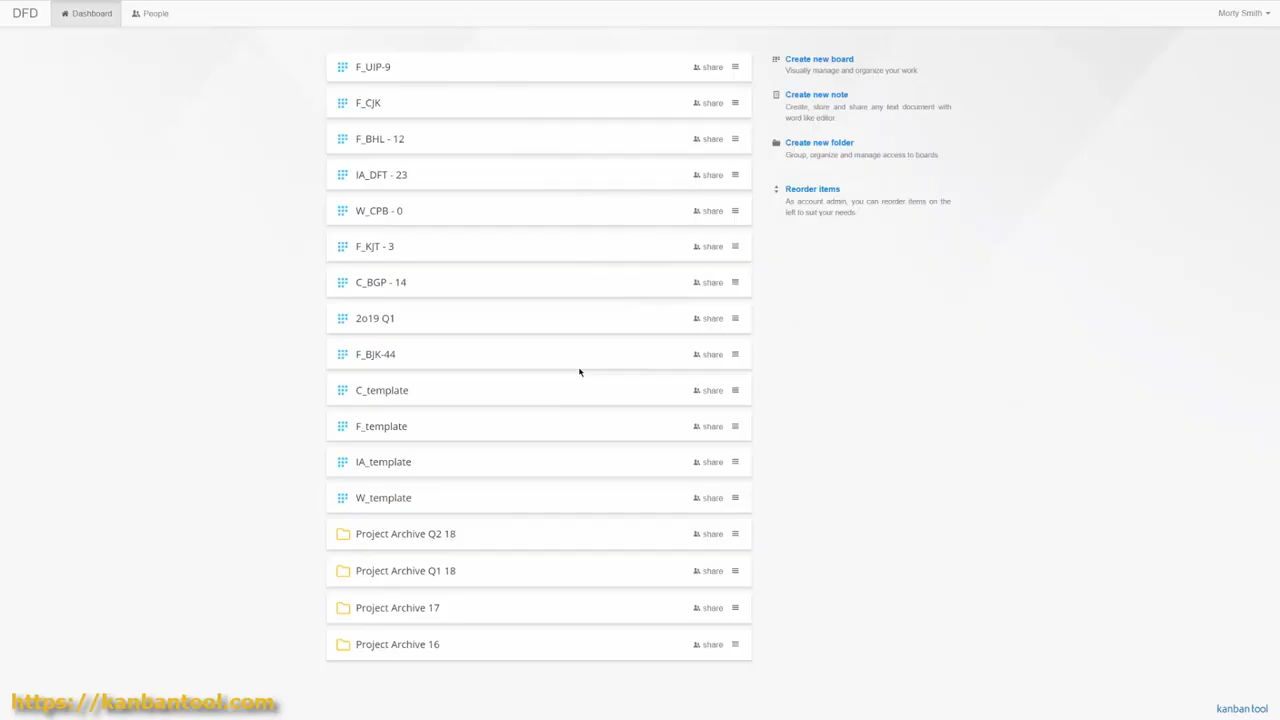 DFD Dashboard People Morty Smith
F_UIP-9 share
F_CJK share
F_BHL - 12 share
IA_DFT - 23 share
W_CPB - 0 share
F_KJT - 3 share
C_BGP - 14 share
2o19 Q1 share
F_BJK-44 share
C_template share
F_template share
IA_template share
W_template share
Project Archive Q2 18 share
Project Archive Q1 18 share
Project Archive 17 share
Project Archive 16 share
Create new board
Visually manage and organize your work
Create new note
Create, store and share any text document with
word like editor.
Create new folder
Group, organize and manage access to boards.
Reorder items
As account admin, you can reorder items on the
left to suit your needs.
https://kanbantool.com
kanban tool